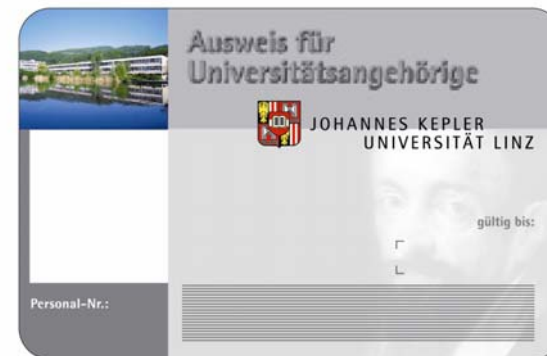 Ausweis für
Universitätsangehörige
JOHANNES KEPLER
UNIVERSITÄT LINZ
gültig bis:
Personal-Nr.: